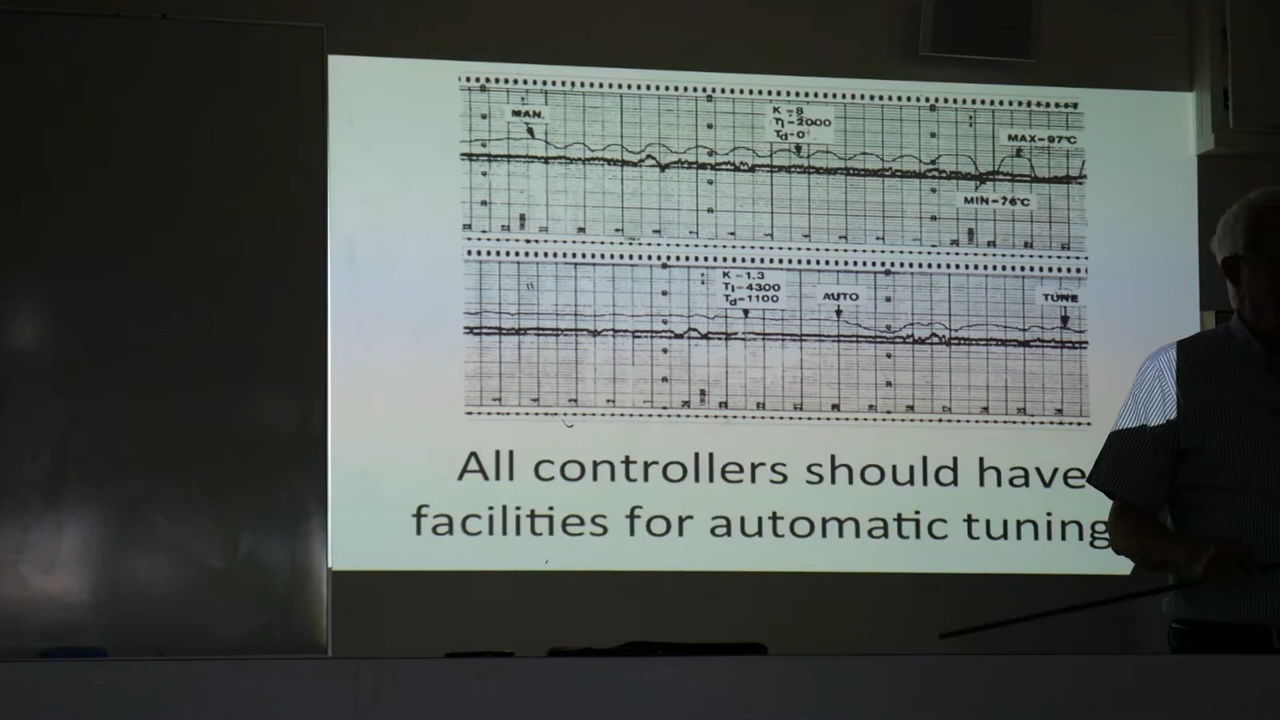 MAN.
K=8
Ti=2000
Td=0
MAX=97°C
MIN=76°C
K=1.3
Ti=4300
Td=1100
AUTO
TUNE
All controllers should have
facilities for automatic tuning